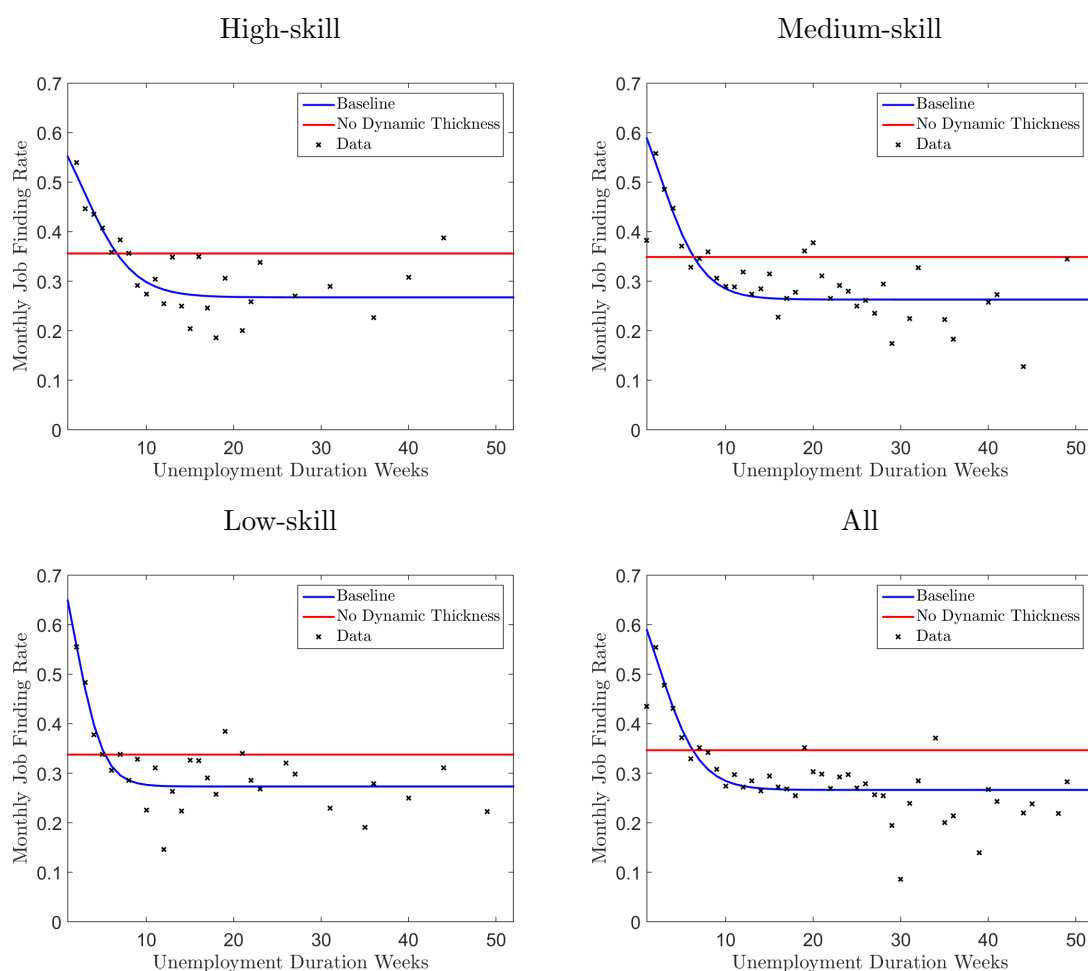 High-skill
Monthly Job Finding Rate
0.7
0.6
0.5
0.4
0.3
0.2
0.1
0
Baseline
No Dynamic Thickness
Data
10 20 30 40 50
Unemployment Duration Weeks
Medium-skill
Monthly Job Finding Rate
0.7
0.6
0.5
0.4
0.3
0.2
0.1
0
Baseline
No Dynamic Thickness
Data
10 20 30 40 50
Unemployment Duration Weeks
Low-skill
Monthly Job Finding Rate
0.7
0.6
0.5
0.4
0.3
0.2
0.1
0
Baseline
No Dynamic Thickness
Data
10 20 30 40 50
Unemployment Duration Weeks
All
Monthly Job Finding Rate
0.7
0.6
0.5
0.4
0.3
0.2
0.1
0
Baseline
No Dynamic Thickness
Data
10 20 30 40 50
Unemployment Duration Weeks